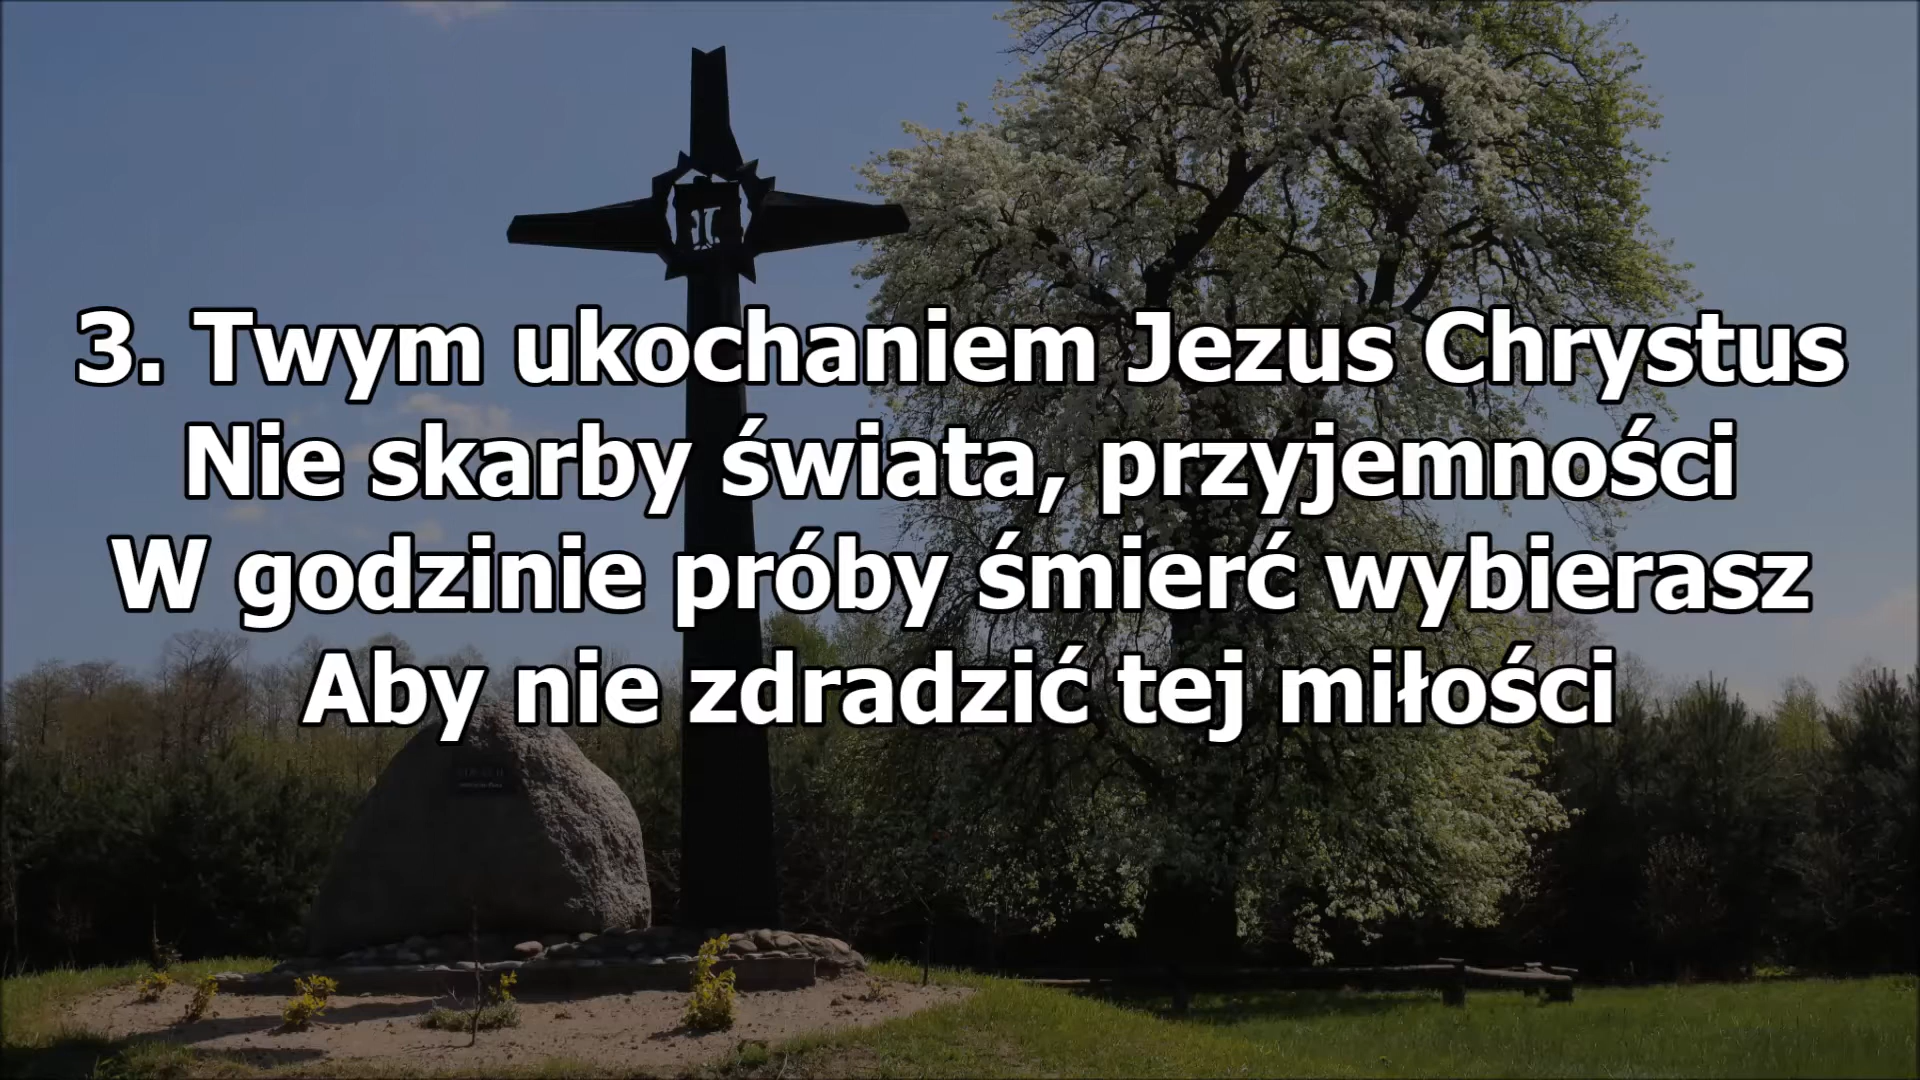 3. Twym ukochaniem Jezus Chrystus
Nie skarby świata, przyjemności
W godzinie próby śmierć wybierasz
Aby nie zdradzić tej miłości